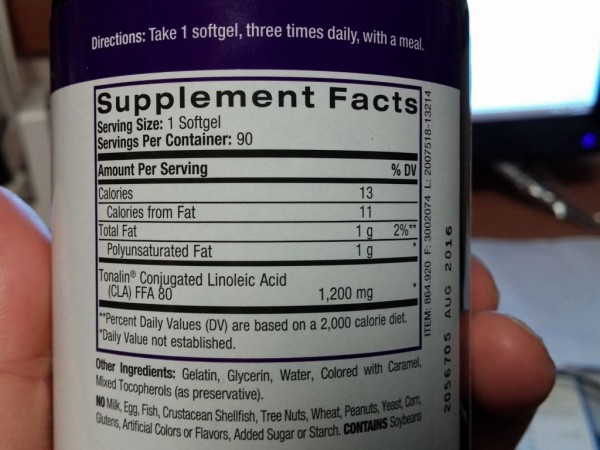 Directions: Take 1 softgel, three times daily, with a meal.
Supplement Facts
Serving Size: 1 Softgel
Servings Per Container: 90
Amount Per Serving % DV
Calories 13
Calories from Fat 11
Total Fat 1 g 2%**
Polyunsaturated Fat 1 g *
Tonalin® Conjugated Linoleic Acid
(CLA) FFA 80 1,200 mg *
**Percent Daily Values (DV) are based on a 2,000 calorie diet.
*Daily Value not established.
Other Ingredients: Gelatin, Glycerin, Water, Colored with Caramel,
Mixed Tocopherols (as preservative).
NO Milk, Egg, Fish, Crustacean Shellfish, Tree Nuts, Wheat, Peanuts, Yeast, Corn,
Glutens, Artificial Colors or Flavors, Added Sugar or Starch. CONTAINS Soybeans
ITEM: 864.920 F: 3002074 L: 2007518-13214
2056705 AUG 2016